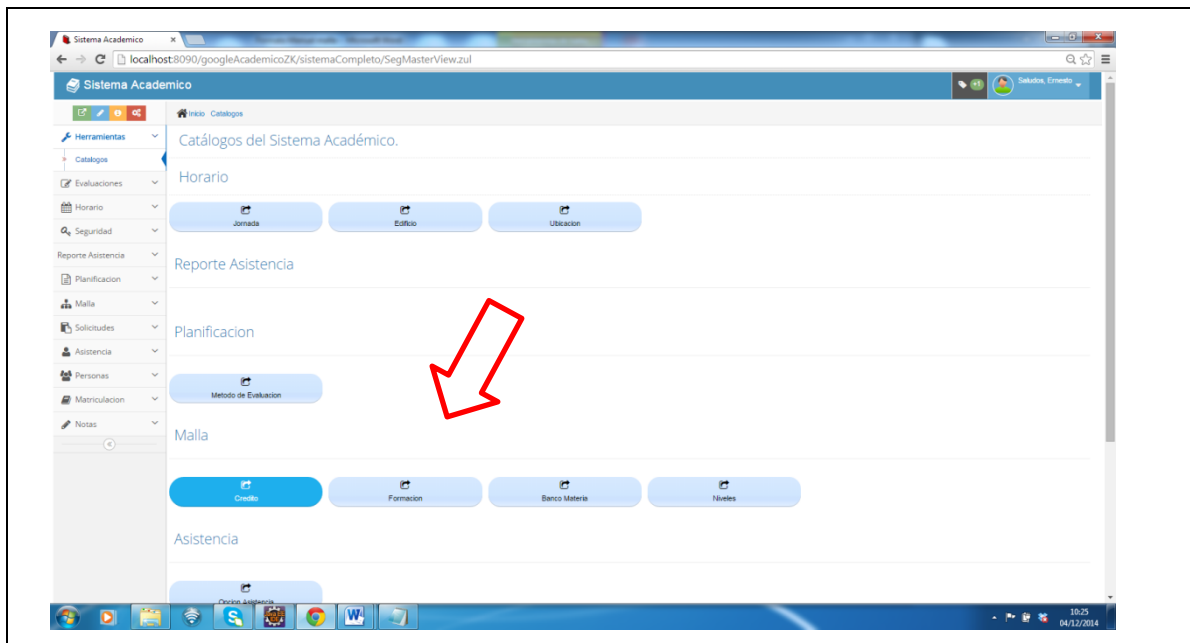 Sistema Academico
localhost:8090/googleAcademicoZK/sistemaCompleto/SegMasterView.zul
Sistema Academico
+1
Saludos, Ernesto
Inicio Catalogos
Herramientas
Catalogos
Evaluaciones
Horario
Seguridad
Reporte Asistencia
Planificacion
Malla
Solicitudes
Asistencia
Personas
Matriculacion
Notas
Catálogos del Sistema Académico.
Horario
Jornada
Edificio
Ubicacion
Reporte Asistencia
Planificacion
Metodo de Evaluacion
Malla
Credito
Formacion
Banco Materia
Niveles
Asistencia
Opcion Asistencia
10:25
04/12/2014